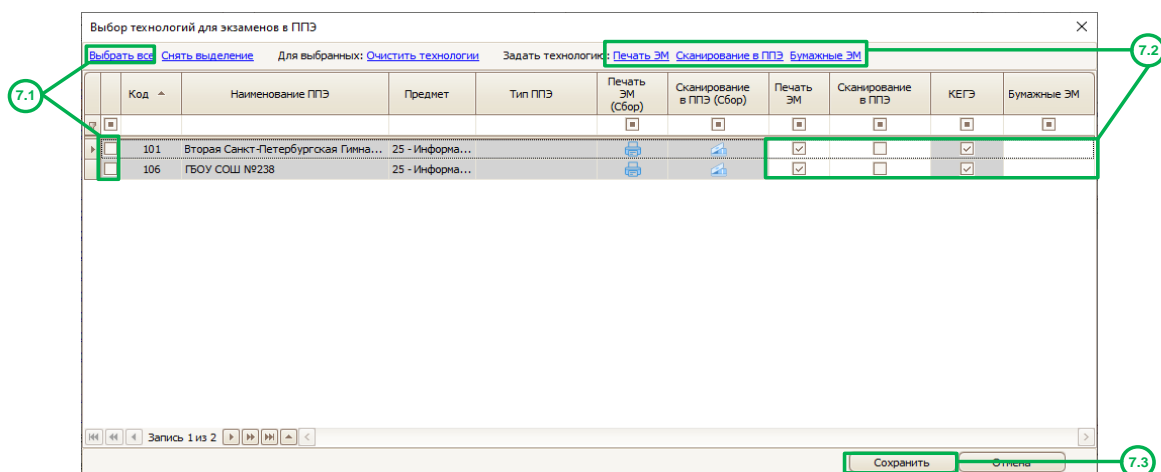 Выбор технологий для экзаменов в ППЭ
Выбрать все Снять выделение Для выбранных: Очистить технологии Задать технологию: Печать ЭМ Сканирование в ППЭ Бумажные ЭМ
7.2
7.1
Код Наименование ППЭ Предмет Тип ППЭ Печать ЭМ (Сбор) Сканирование в ППЭ (Сбор) Печать ЭМ Сканирование в ППЭ КЕГЭ Бумажные ЭМ
101 Вторая Санкт-Петербургская Гимна... 25 - Информа...
106 ГБОУ СОШ №238 25 - Информа...
Запись 1 из 2
Сохранить Отмена
7.3